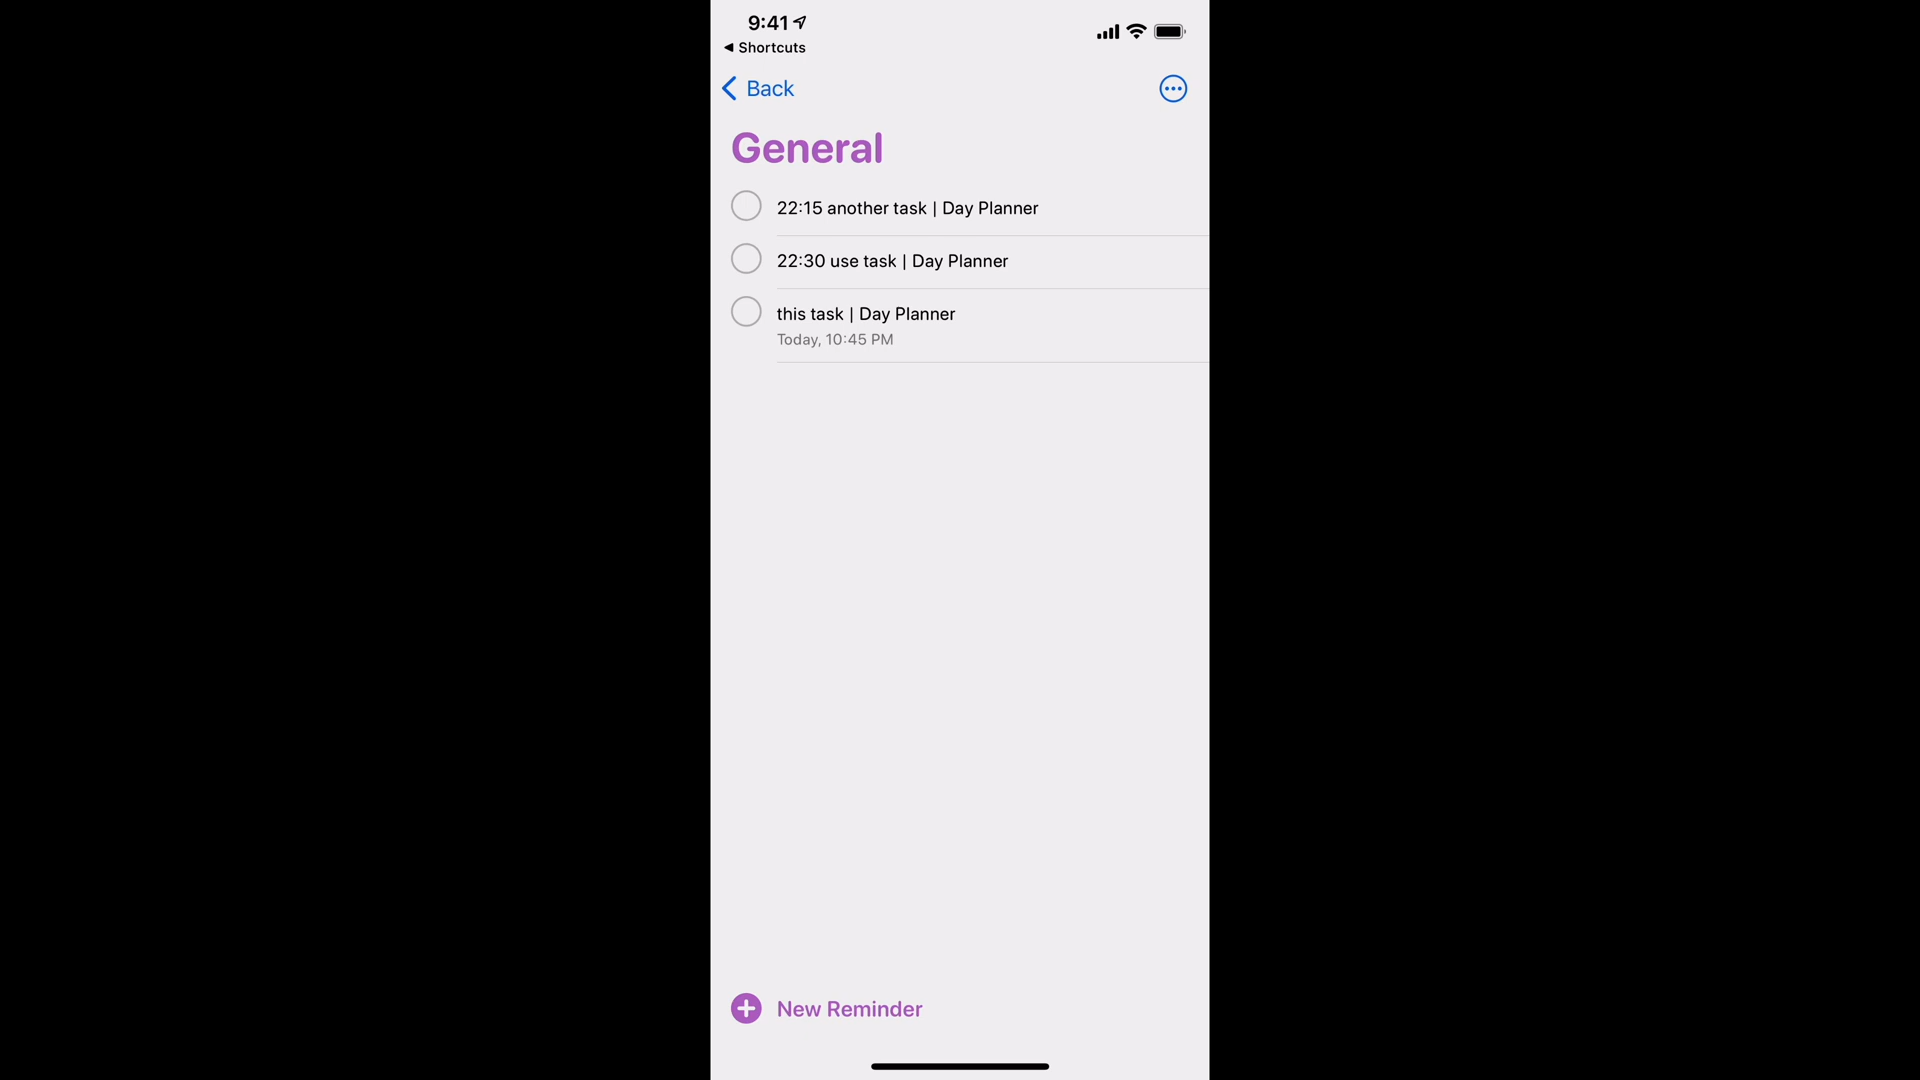 9:41
Shortcuts
Back
General
22:15 another task | Day Planner
22:30 use task | Day Planner
this task | Day Planner
Today, 10:45 PM
New Reminder